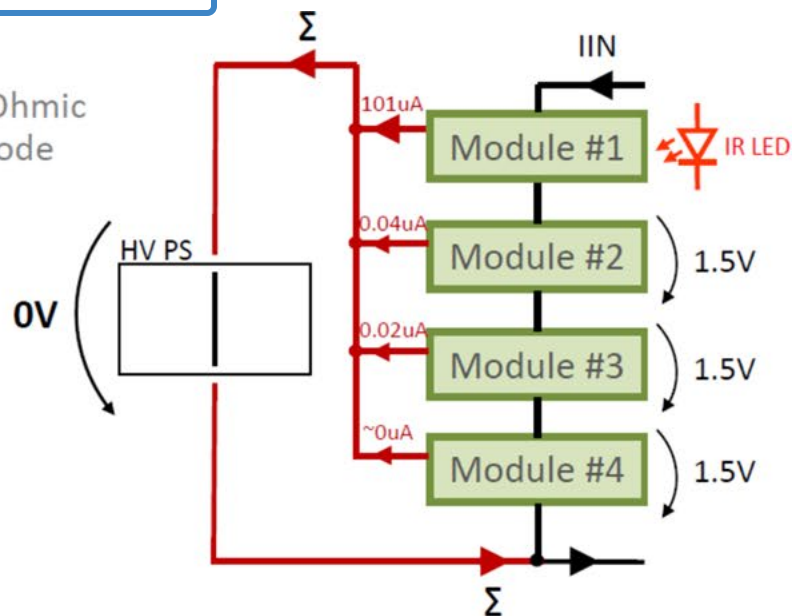 Σ
IIN
Ohmic
ode
101uA
Module #1
IR LED
0.04uA
Module #2
1.5V
HV PS
0V
0.02uA
Module #3
1.5V
~0uA
Module #4
1.5V
Σ